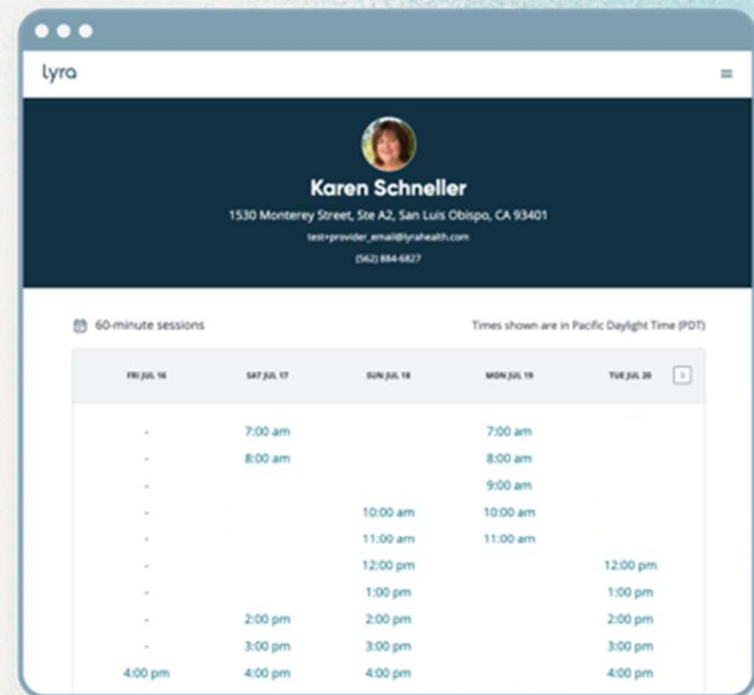 lyra
Karen Schneller
1530 Monterey Street, Ste A2, San Luis Obispo, CA 93401
test+provider_email@lyrahealth.com
(562) 884-6827
60-minute sessions Times shown are in Pacific Daylight Time (PDT)
FRI JUL 16 SAT JUL 17 SUN JUL 18 MON JUL 19 TUE JUL 20 >
- 7:00 am 7:00 am
- 8:00 am 8:00 am
- 9:00 am
- 10:00 am 10:00 am
- 11:00 am 11:00 am
- 12:00 pm 12:00 pm
- 1:00 pm 1:00 pm
- 2:00 pm 2:00 pm 2:00 pm
- 3:00 pm 3:00 pm 3:00 pm
4:00 pm 4:00 pm 4:00 pm 4:00 pm